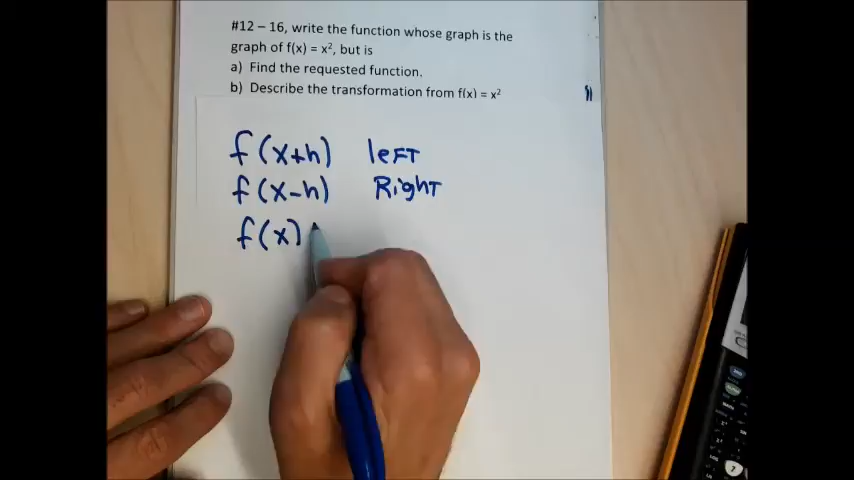 #12 – 16, write the function whose graph is the
graph of f(x) = x², but is
a) Find the requested function.
b) Describe the transformation from f(x) = x²
f(x+h) leFT
f(x-h) RighT
f(x)